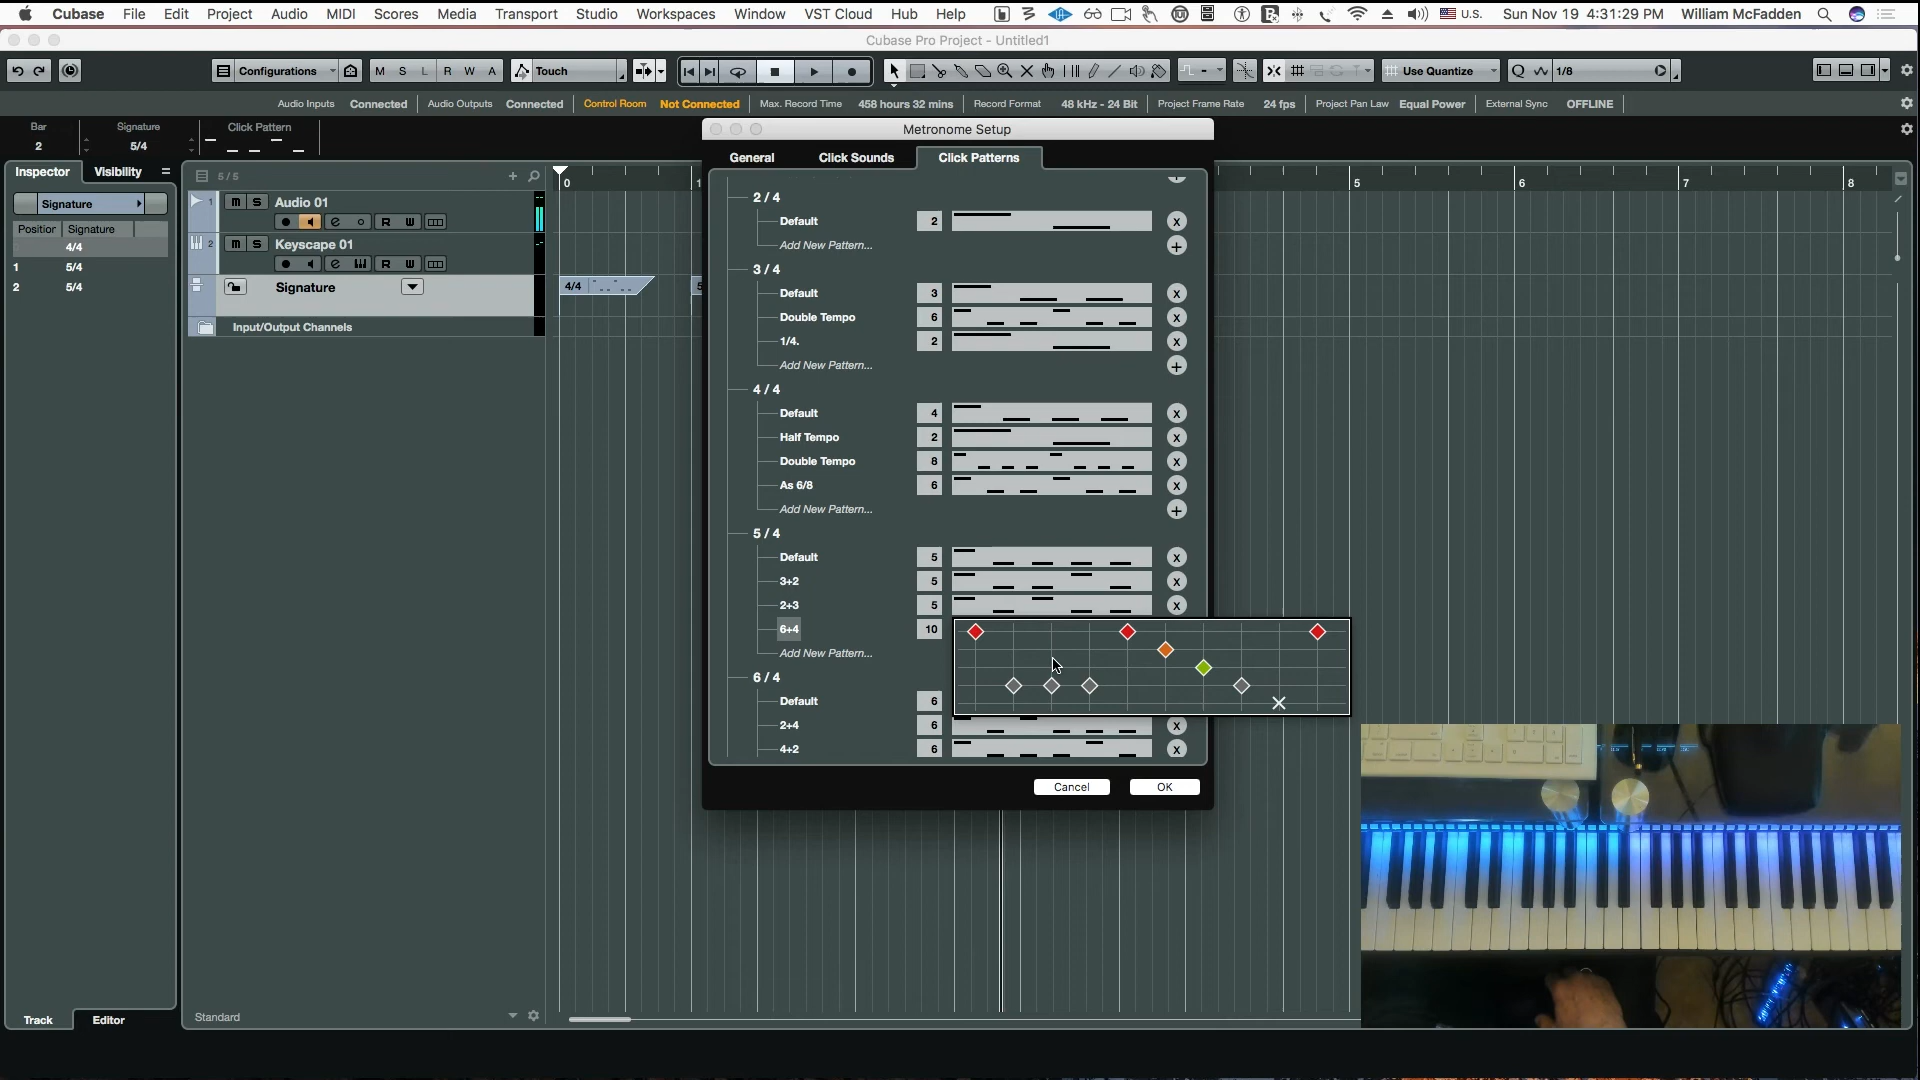 Cubase File Edit Project Audio MIDI Scores Media Transport Studio Workspaces Window VST Cloud Hub Help U.S. Sun Nov 19 4:31:29 PM William McFadden
Cubase Pro Project - Untitled1
Configurations M S L R W A Touch Use Quantize Q 1/8
Audio Inputs Connected Audio Outputs Connected Control Room Not Connected Max. Record Time 458 hours 32 mins Record Format 48 kHz - 24 Bit Project Frame Rate 24 fps Project Pan Law Equal Power External Sync OFFLINE
Bar Signature Click Pattern
2 5/4
Metronome Setup
General Click Sounds Click Patterns
Inspector Visibility
5/5
0 1 5 6 7 8
Signature
Position Signature
4/4
1 5/4
2 5/4
1 m S Audio 01
R W
2 m S Keyscape 01
R W
Signature
4/4 5
Input/Output Channels
2 / 4
Default 2 X
Add New Pattern... +
3 / 4
Default 3 X
Double Tempo 6 X
1/4. 2 X
Add New Pattern... +
4 / 4
Default 4 X
Half Tempo 2 X
Double Tempo 8 X
As 6/8 6 X
Add New Pattern... +
5 / 4
Default 5 X
3+2 5 X
2+3 5 X
6+4 10
Add New Pattern...
6 / 4
Default 6
2+4 6 X
4+2 6 X
Cancel OK
Standard
Track Editor